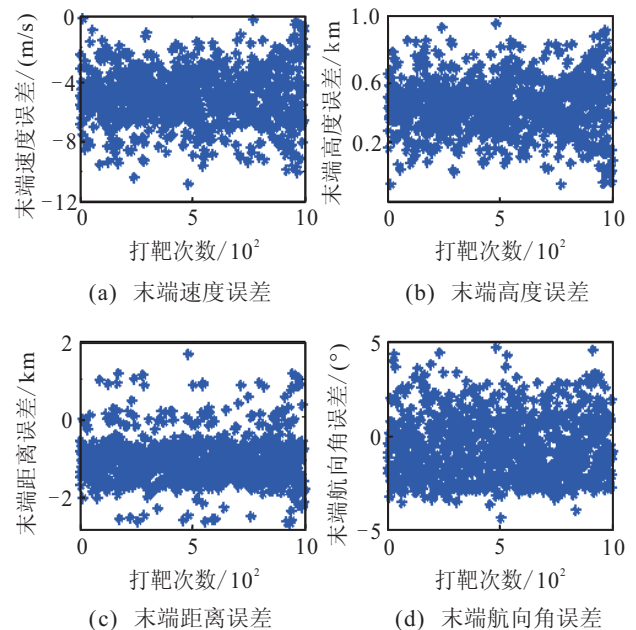 末端速度误差/(m/s)
0
−4
−8
−12
0
5
10
打靶次数/10²
(a) 末端速度误差
末端高度误差/km
1.0
0.6
0.2
0
5
10
打靶次数/10²
(b) 末端高度误差
末端距离误差/km
2
0
−2
0
5
10
打靶次数/10²
(c) 末端距离误差
末端航向角误差/(°)
5
0
−5
0
5
10
打靶次数/10²
(d) 末端航向角误差